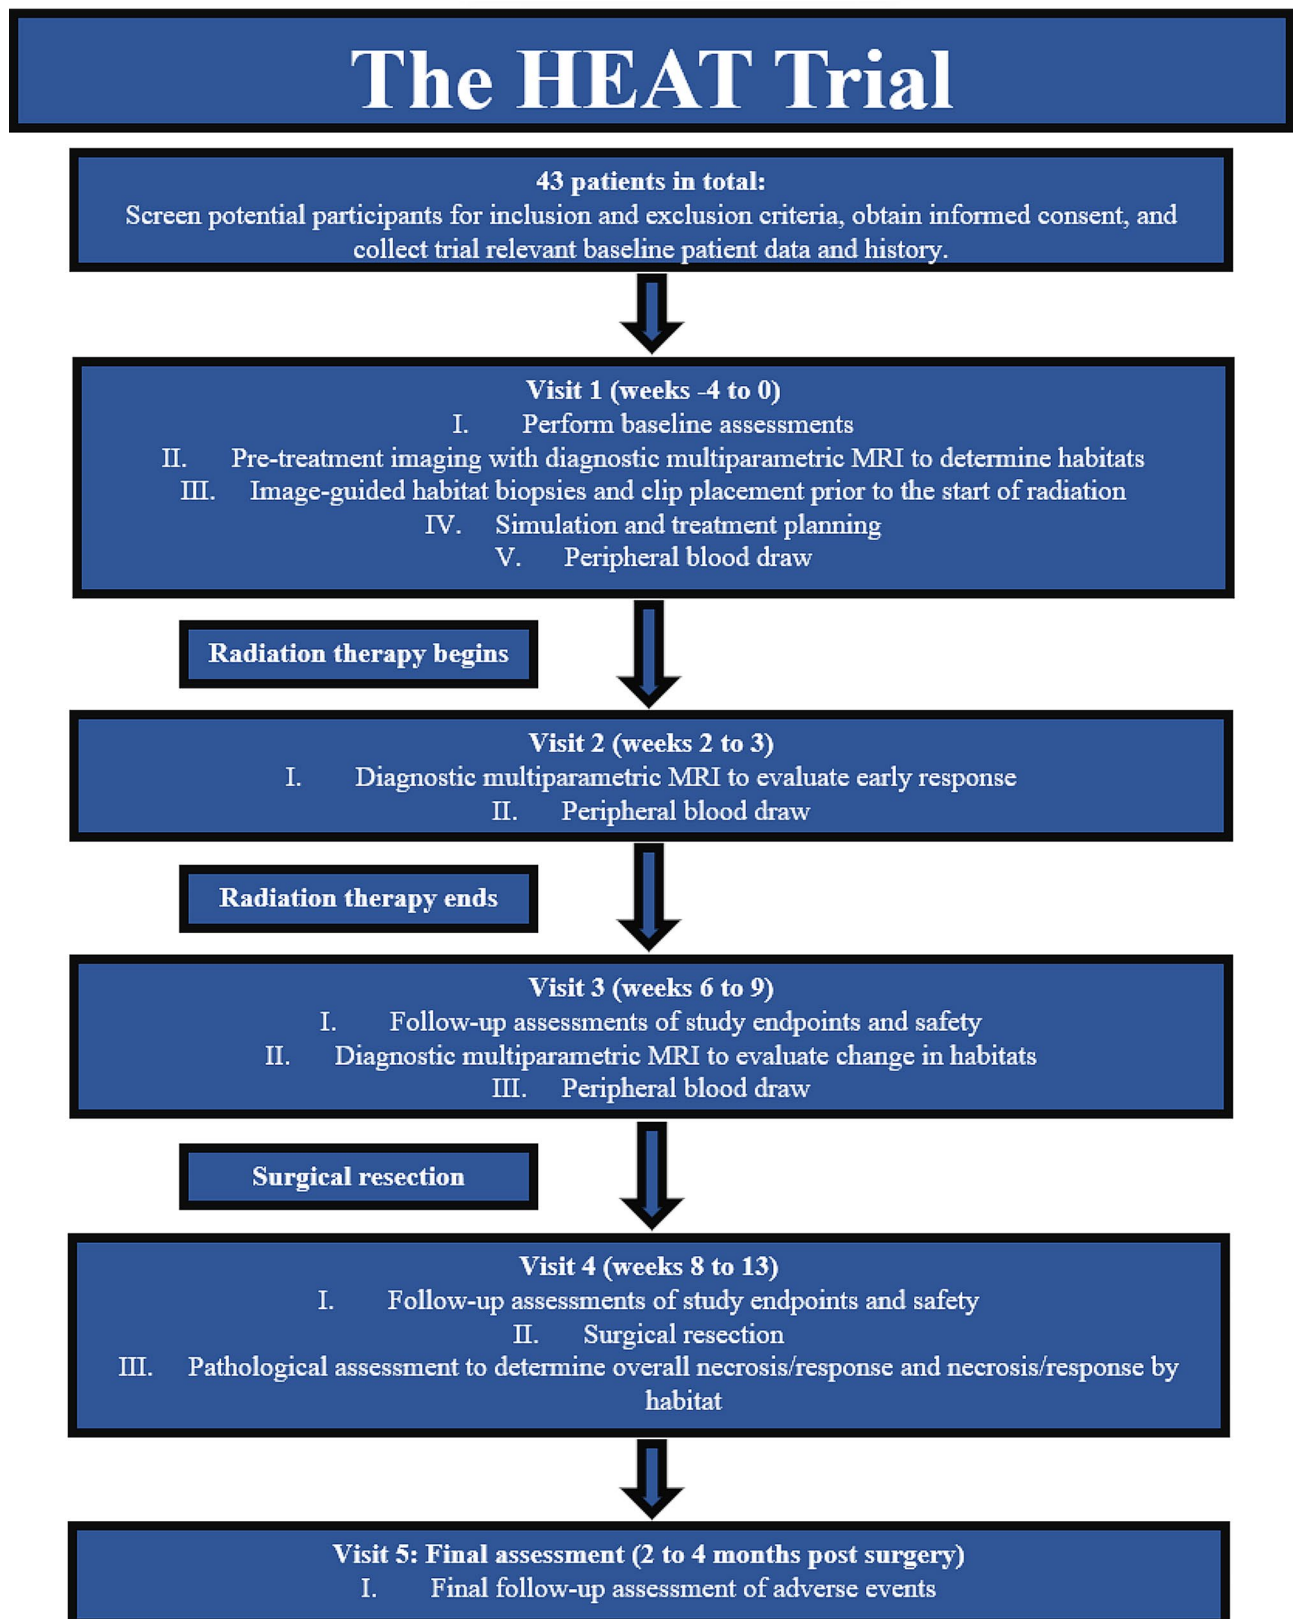 The HEAT Trial
43 patients in total:
Screen potential participants for inclusion and exclusion criteria, obtain informed consent, and
collect trial relevant baseline patient data and history.
Visit 1 (weeks -4 to 0)
I. Perform baseline assessments
II. Pre-treatment imaging with diagnostic multiparametric MRI to determine habitats
III. Image-guided habitat biopsies and clip placement prior to the start of radiation
IV. Simulation and treatment planning
V. Peripheral blood draw
Radiation therapy begins
Visit 2 (weeks 2 to 3)
I. Diagnostic multiparametric MRI to evaluate early response
II. Peripheral blood draw
Radiation therapy ends
Visit 3 (weeks 6 to 9)
I. Follow-up assessments of study endpoints and safety
II. Diagnostic multiparametric MRI to evaluate change in habitats
III. Peripheral blood draw
Surgical resection
Visit 4 (weeks 8 to 13)
I. Follow-up assessments of study endpoints and safety
II. Surgical resection
III. Pathological assessment to determine overall necrosis/response and necrosis/response by
habitat
Visit 5: Final assessment (2 to 4 months post surgery)
I. Final follow-up assessment of adverse events